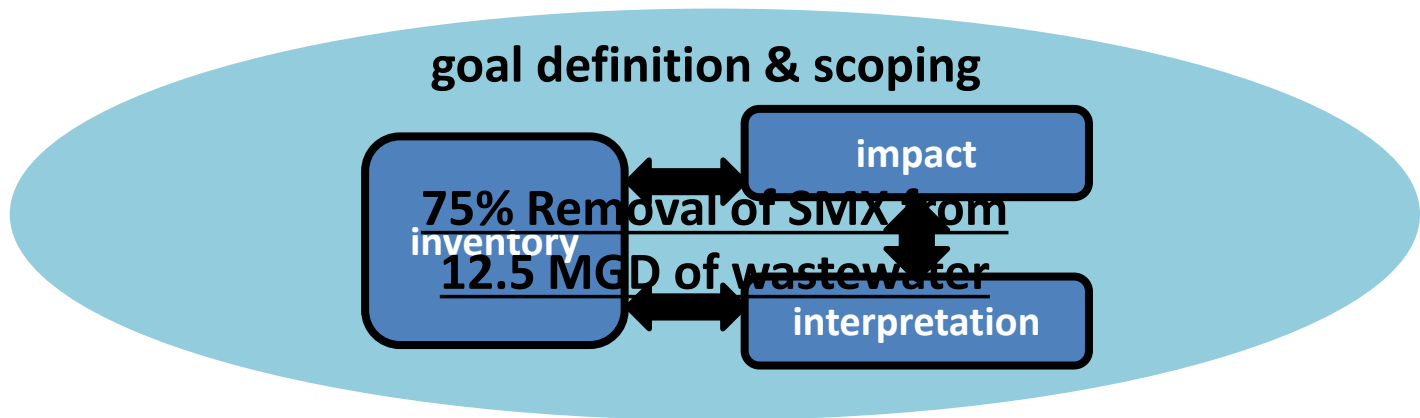 goal definition & scoping
impact
75% Removal of SMX from
inventory
12.5 MGD of wastewater
interpretation